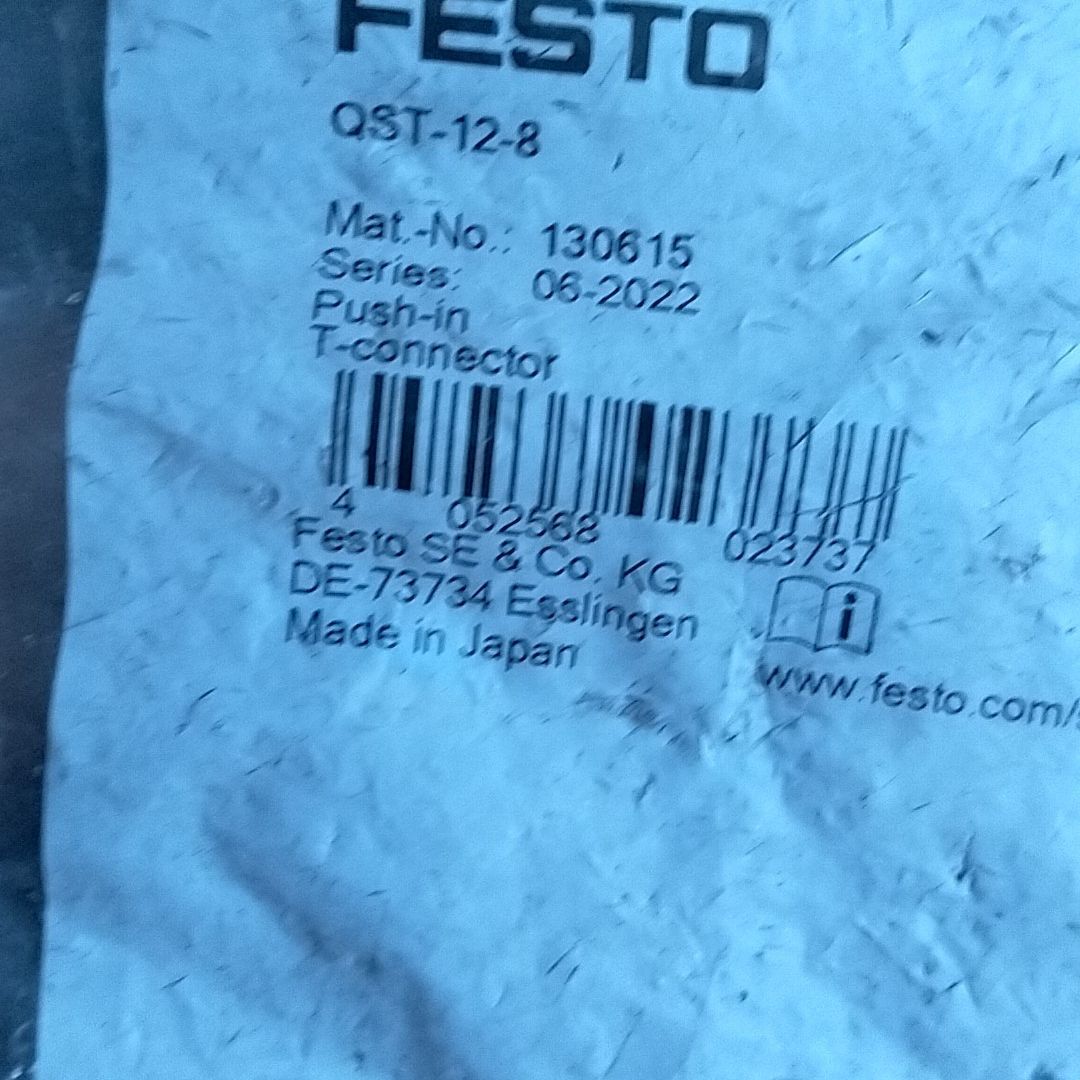 FESTO
QST-12-8
Mat.-No.: 130615
Series: 06-2022
Push-in
T-connector
4 052568 023737
Festo SE & Co. KG
DE-73734 Esslingen
Made in Japan
i
www.festo.com/